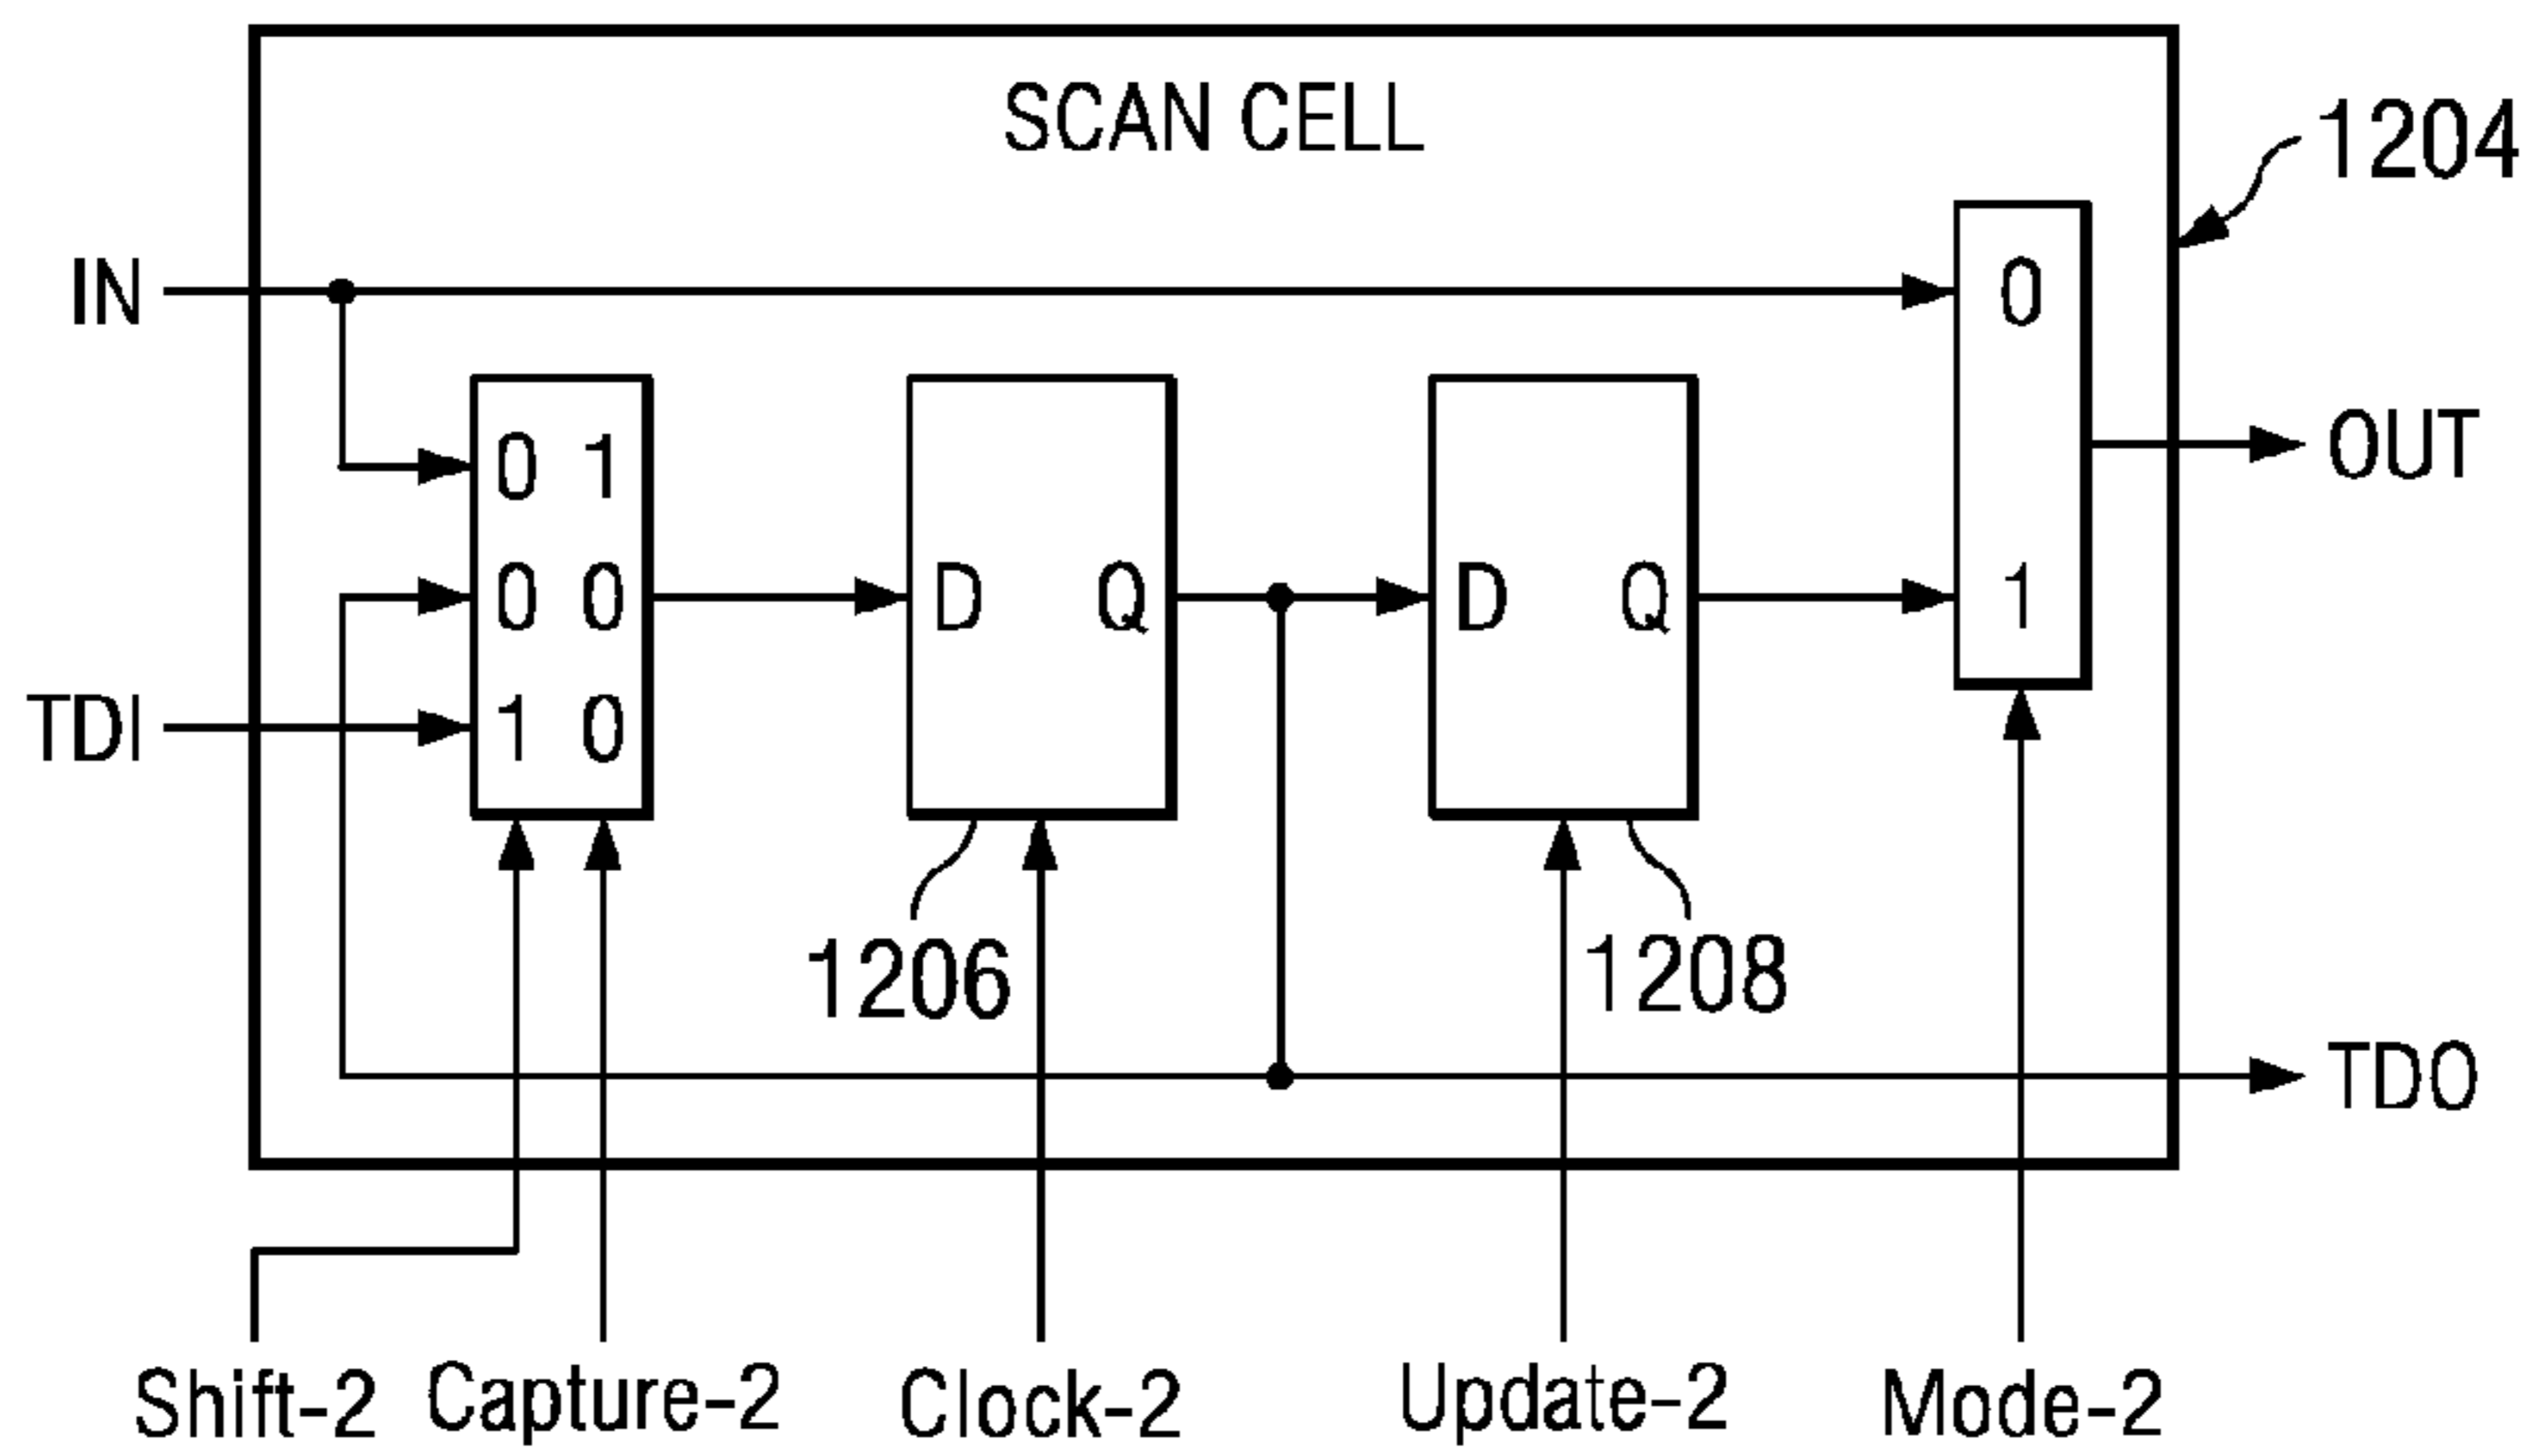 SCAN CELL
1204
IN
0
0 1
OUT
0 0
D Q
D Q
1
TDI
1 0
1206
1208
TDO
Shift-2
Capture-2
Clock-2
Update-2
Mode-2